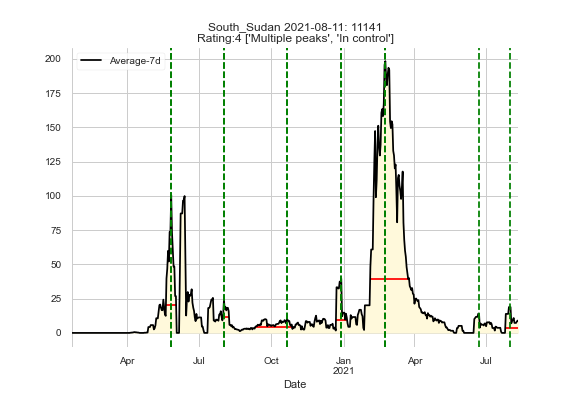 South_Sudan 2021-08-11: 11141
Rating:4 ['Multiple peaks', 'In control']
Average-7d
200
175
150
125
100
75
50
25
0
Apr
Jul
Oct
Jan
2021
Apr
Jul
Date